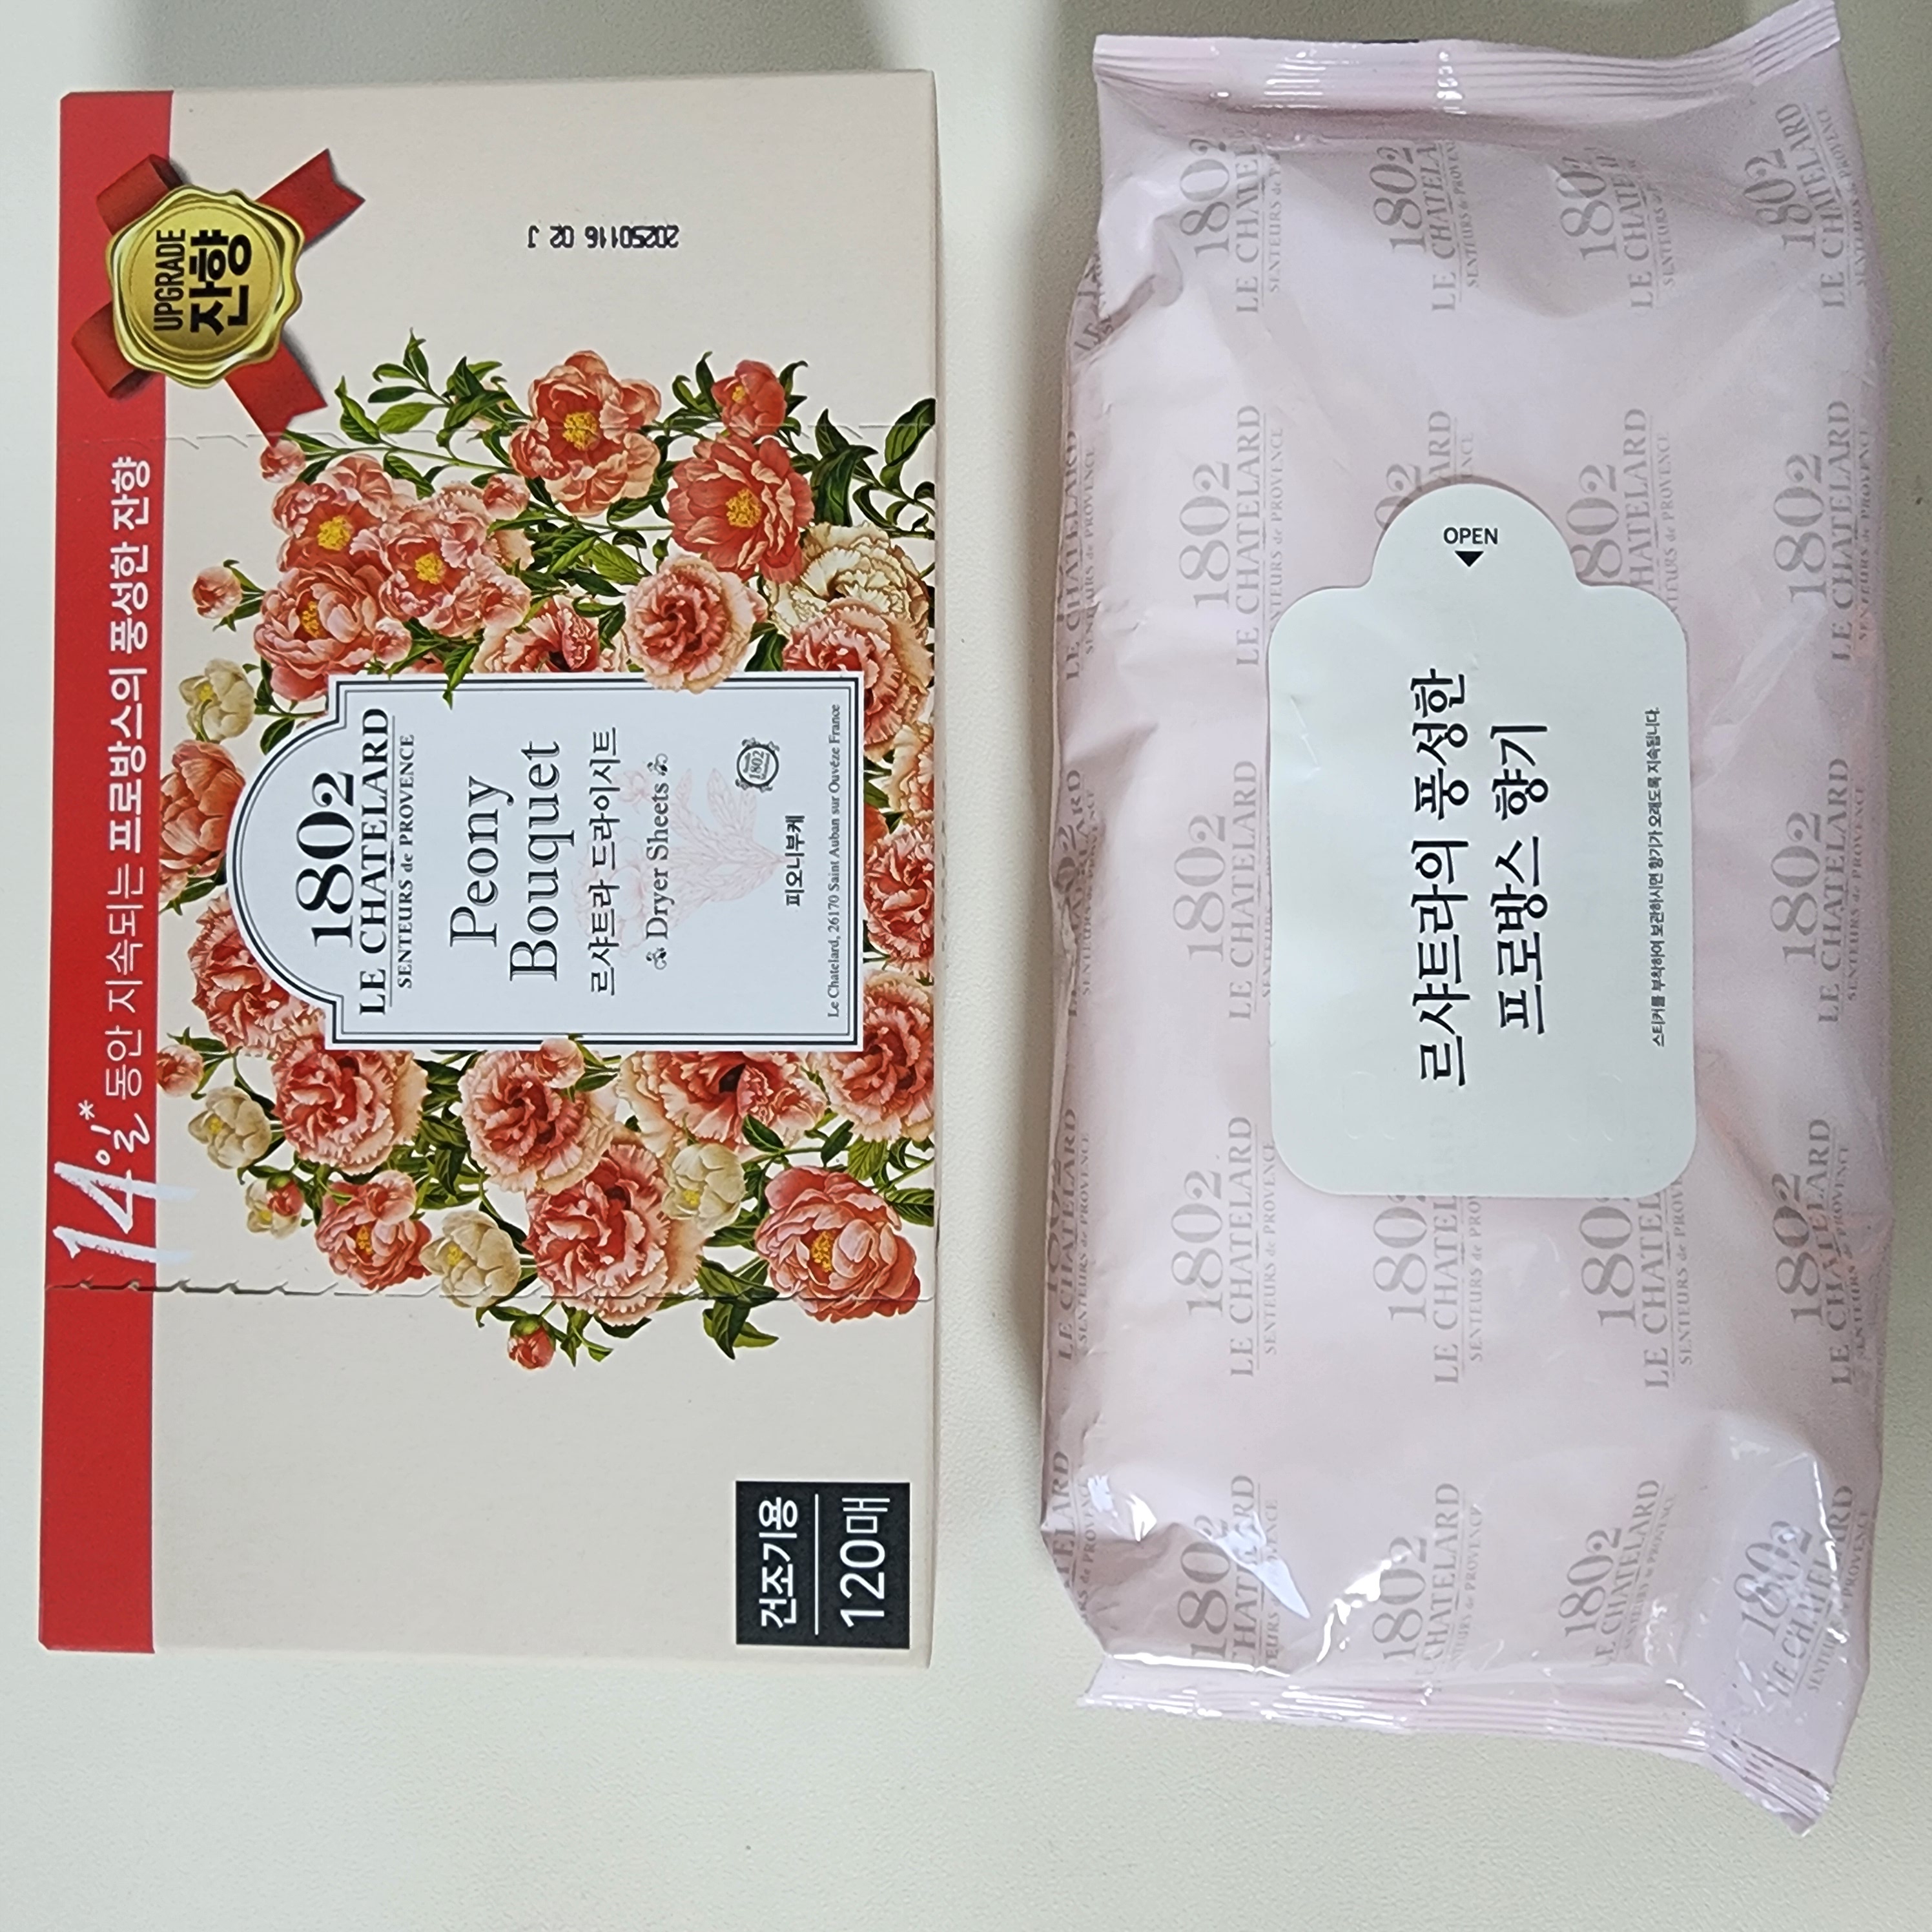 14일* 동안 지속되는 프로방스의 풍성한 잔향
UPGRADE
잔향
1802
LE CHATELARD
SENTEURS de PROVENCE
Peony
Bouquet
르샤트라 드라이시트
Dryer Sheets
1802
피오니부케
Le Chatelard, 26170 Saint Auban sur Ouvèze France
건조기용
120매
20250116 02 J
OPEN
르샤트라의 풍성한
프로방스 향기
스티커를 부착하여 보관하시면 향기가 오래도록 지속됩니다.
1802
LE CHATELARD
SENTEURS de PROVENCE